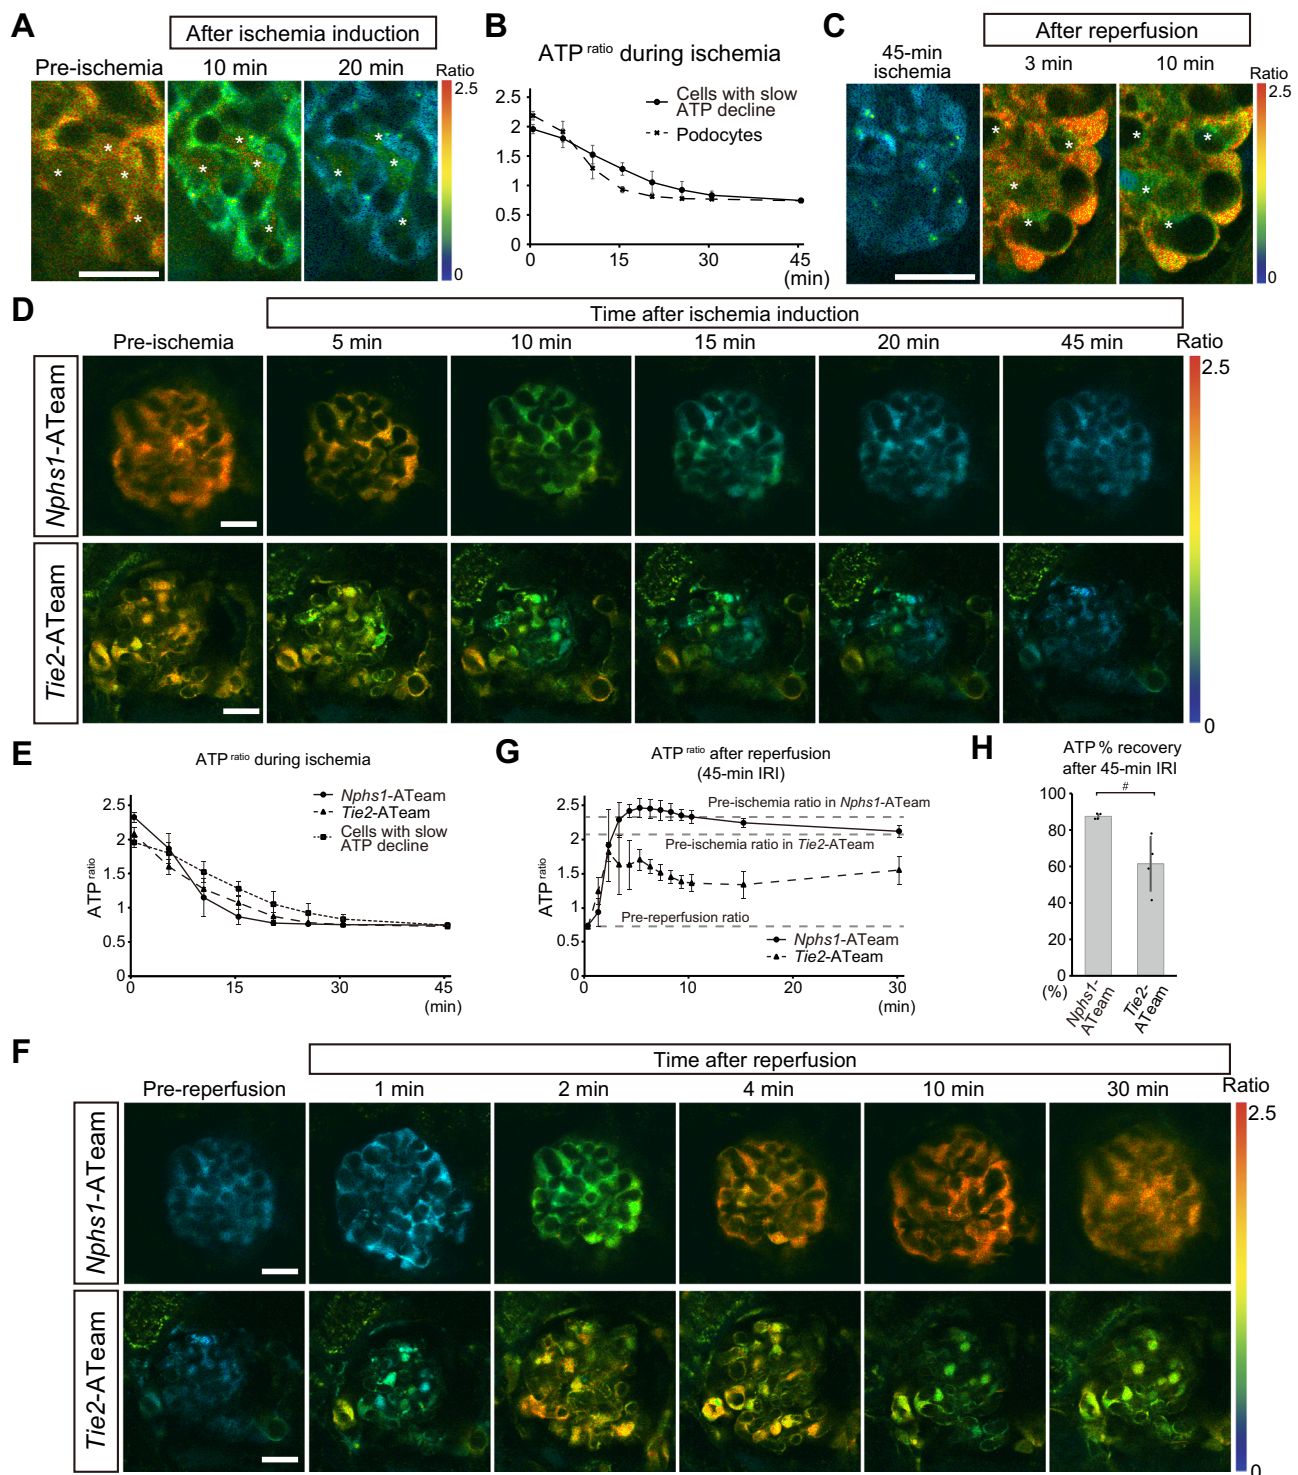 A
After ischemia induction
Pre-ischemia
10 min
20 min
Ratio
2.5
0
* * * *
* * * *
* * * *
B
ATP ratio during ischemia
Cells with slow
ATP decline
Podocytes
2.5
2
1.5
1
0.5
0
0 15 30 45
(min)
C
After reperfusion
45-min
ischemia
3 min
10 min
Ratio
2.5
0
* * * *
* * * *
D
Time after ischemia induction
Pre-ischemia
5 min
10 min
15 min
20 min
45 min
Ratio
2.5
0
Nphs1-ATeam
Tie2-ATeam
E
ATP ratio during ischemia
Nphs1-ATeam
Tie2-ATeam
Cells with slow
ATP decline
ATP ratio
2.5
2
1.5
1
0.5
0
0 15 30 45
(min)
G
ATP ratio after reperfusion
(45-min IRI)
Pre-ischemia ratio in Nphs1-ATeam
Pre-ischemia ratio in Tie2-ATeam
Pre-reperfusion ratio
Nphs1-ATeam
Tie2-ATeam
ATP ratio
2.5
2
1.5
1
0.5
0
0 10 20 30
(min)
H
ATP % recovery
after 45-min IRI
#
100
80
60
40
20
0
(%)
Nphs1-
ATeam
Tie2-
ATeam
F
Time after reperfusion
Pre-reperfusion
1 min
2 min
4 min
10 min
30 min
Ratio
2.5
0
Nphs1-ATeam
Tie2-ATeam